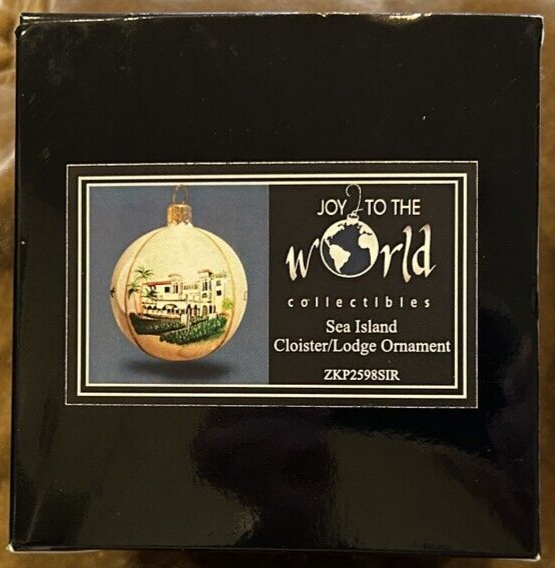 JOY TO THE
world
collectibles
Sea Island
Cloister/Lodge Ornament
ZKP2598SIR